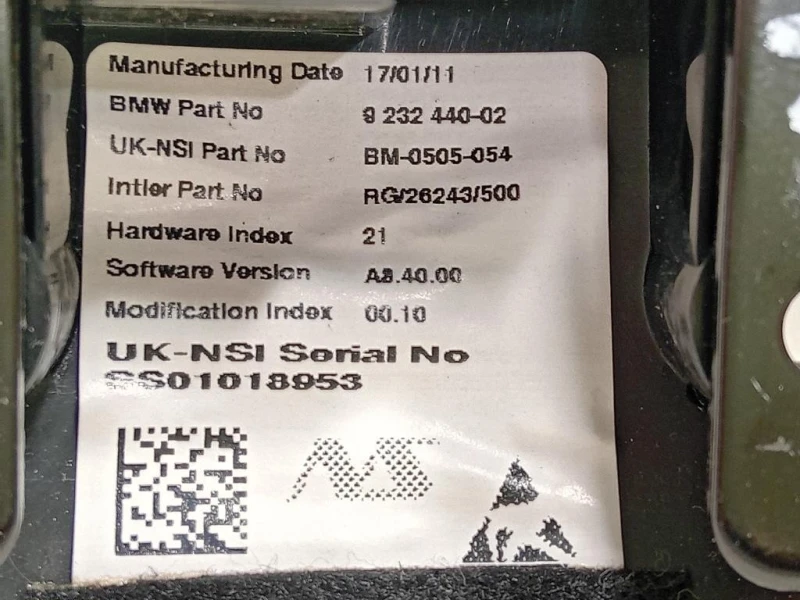 Manufacturing Date 17/01/11
BMW Part No 9 232 440-02
UK-NSI Part No BM-0505-054
Intier Part No RG/26243/500
Hardware Index 21
Software Version A8.40.00
Modification Index 00.10
UK-NSI Serial No
SS01018953
NS